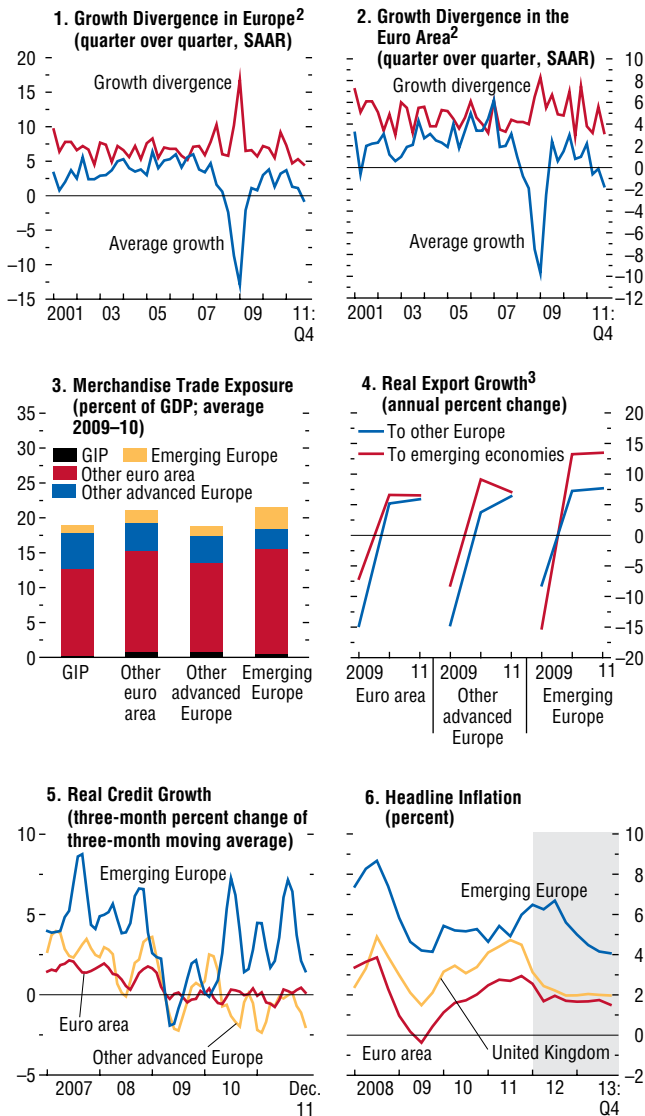 1. Growth Divergence in Europe2
(quarter over quarter, SAAR)
20
15
10
5
0
–5
–10
–15
Growth divergence
Average growth
2001 03 05 07 09 11:
Q4
2. Growth Divergence in the
Euro Area2
(quarter over quarter, SAAR)
10
8
6
4
2
0
–2
–4
–6
–8
–10
–12
Growth divergence
Average growth
2001 03 05 07 09 11:
Q4
3. Merchandise Trade Exposure
(percent of GDP; average
2009–10)
35
30
25
20
15
10
5
0
GIP Emerging Europe
Other euro area
Other advanced Europe
GIP Other Other Emerging
euro advanced Europe
area Europe
4. Real Export Growth3
(annual percent change)
20
15
10
5
0
–5
–10
–15
–20
To other Europe
To emerging economies
2009 11 2009 11 2009 11
Euro area Other Emerging
advanced Europe
Europe
5. Real Credit Growth
(three-month percent change of
three-month moving average)
10
5
0
–5
Emerging Europe
Euro area
Other advanced Europe
2007 08 09 10 Dec.
11
6. Headline Inflation
(percent)
10
8
6
4
2
0
–2
Emerging Europe
Euro area
United Kingdom
2008 09 10 11 12 13:
Q4